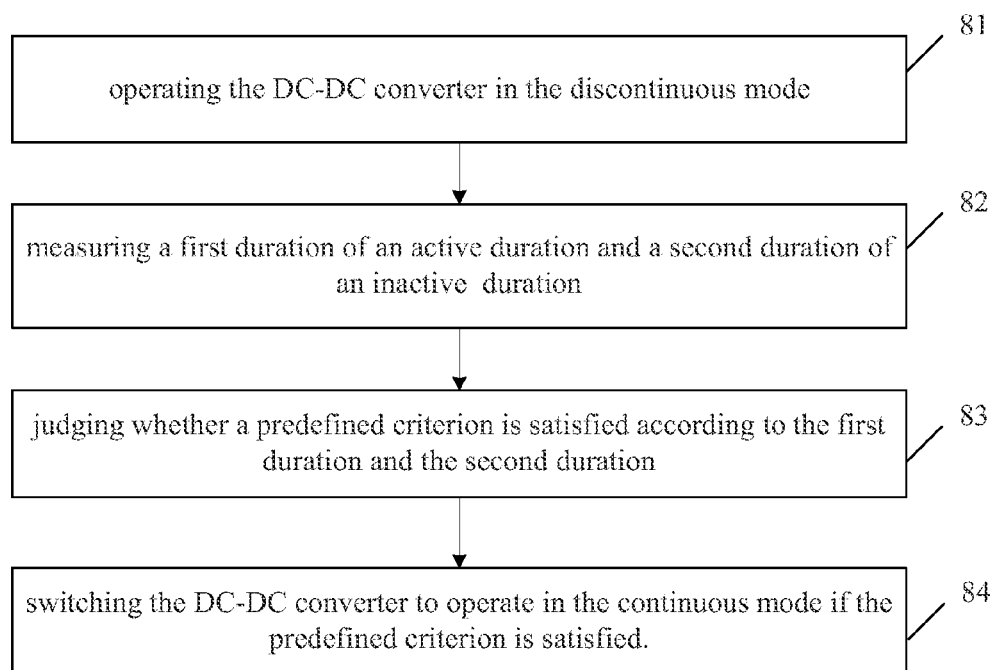 81
operating the DC-DC converter in the discontinuous mode
82
measuring a first duration of an active duration and a second duration of
an inactive duration
83
judging whether a predefined criterion is satisfied according to the first
duration and the second duration
84
switching the DC-DC converter to operate in the continuous mode if the
predefined criterion is satisfied.